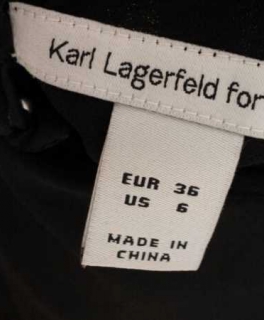 Karl Lagerfeld for
EUR 36
US 6
MADE IN
CHINA